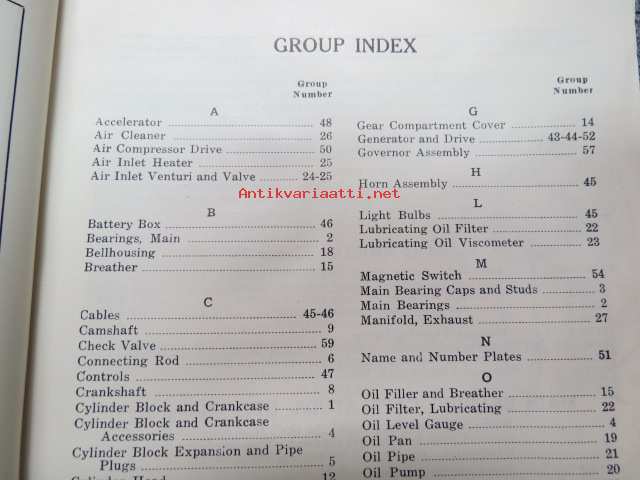 GROUP INDEX
Group
Number
A
Accelerator 48
Air Cleaner 26
Air Compressor Drive 50
Air Inlet Heater 25
Air Inlet Venturi and Valve 24-25
B
Battery Box 46
Bearings, Main 2
Bellhousing 18
Breather 15
C
Cables 45-46
Camshaft 9
Check Valve 59
Connecting Rod 6
Controls 47
Crankshaft 8
Cylinder Block and Crankcase 1
Cylinder Block and Crankcase
Accessories 4
Cylinder Block Expansion and Pipe
Plugs 5
Cylinder Head 12
Group
Number
G
Gear Compartment Cover 14
Generator and Drive 43-44-52
Governor Assembly 57
H
Horn Assembly 45
L
Light Bulbs 45
Lubricating Oil Filter 22
Lubricating Oil Viscometer 23
M
Magnetic Switch 54
Main Bearing Caps and Studs 3
Main Bearings 2
Manifold, Exhaust 27
N
Name and Number Plates 51
O
Oil Filler and Breather 15
Oil Filter, Lubricating 22
Oil Level Gauge 4
Oil Pan 19
Oil Pipe 21
Oil Pump 20
Antikvariaatti.net